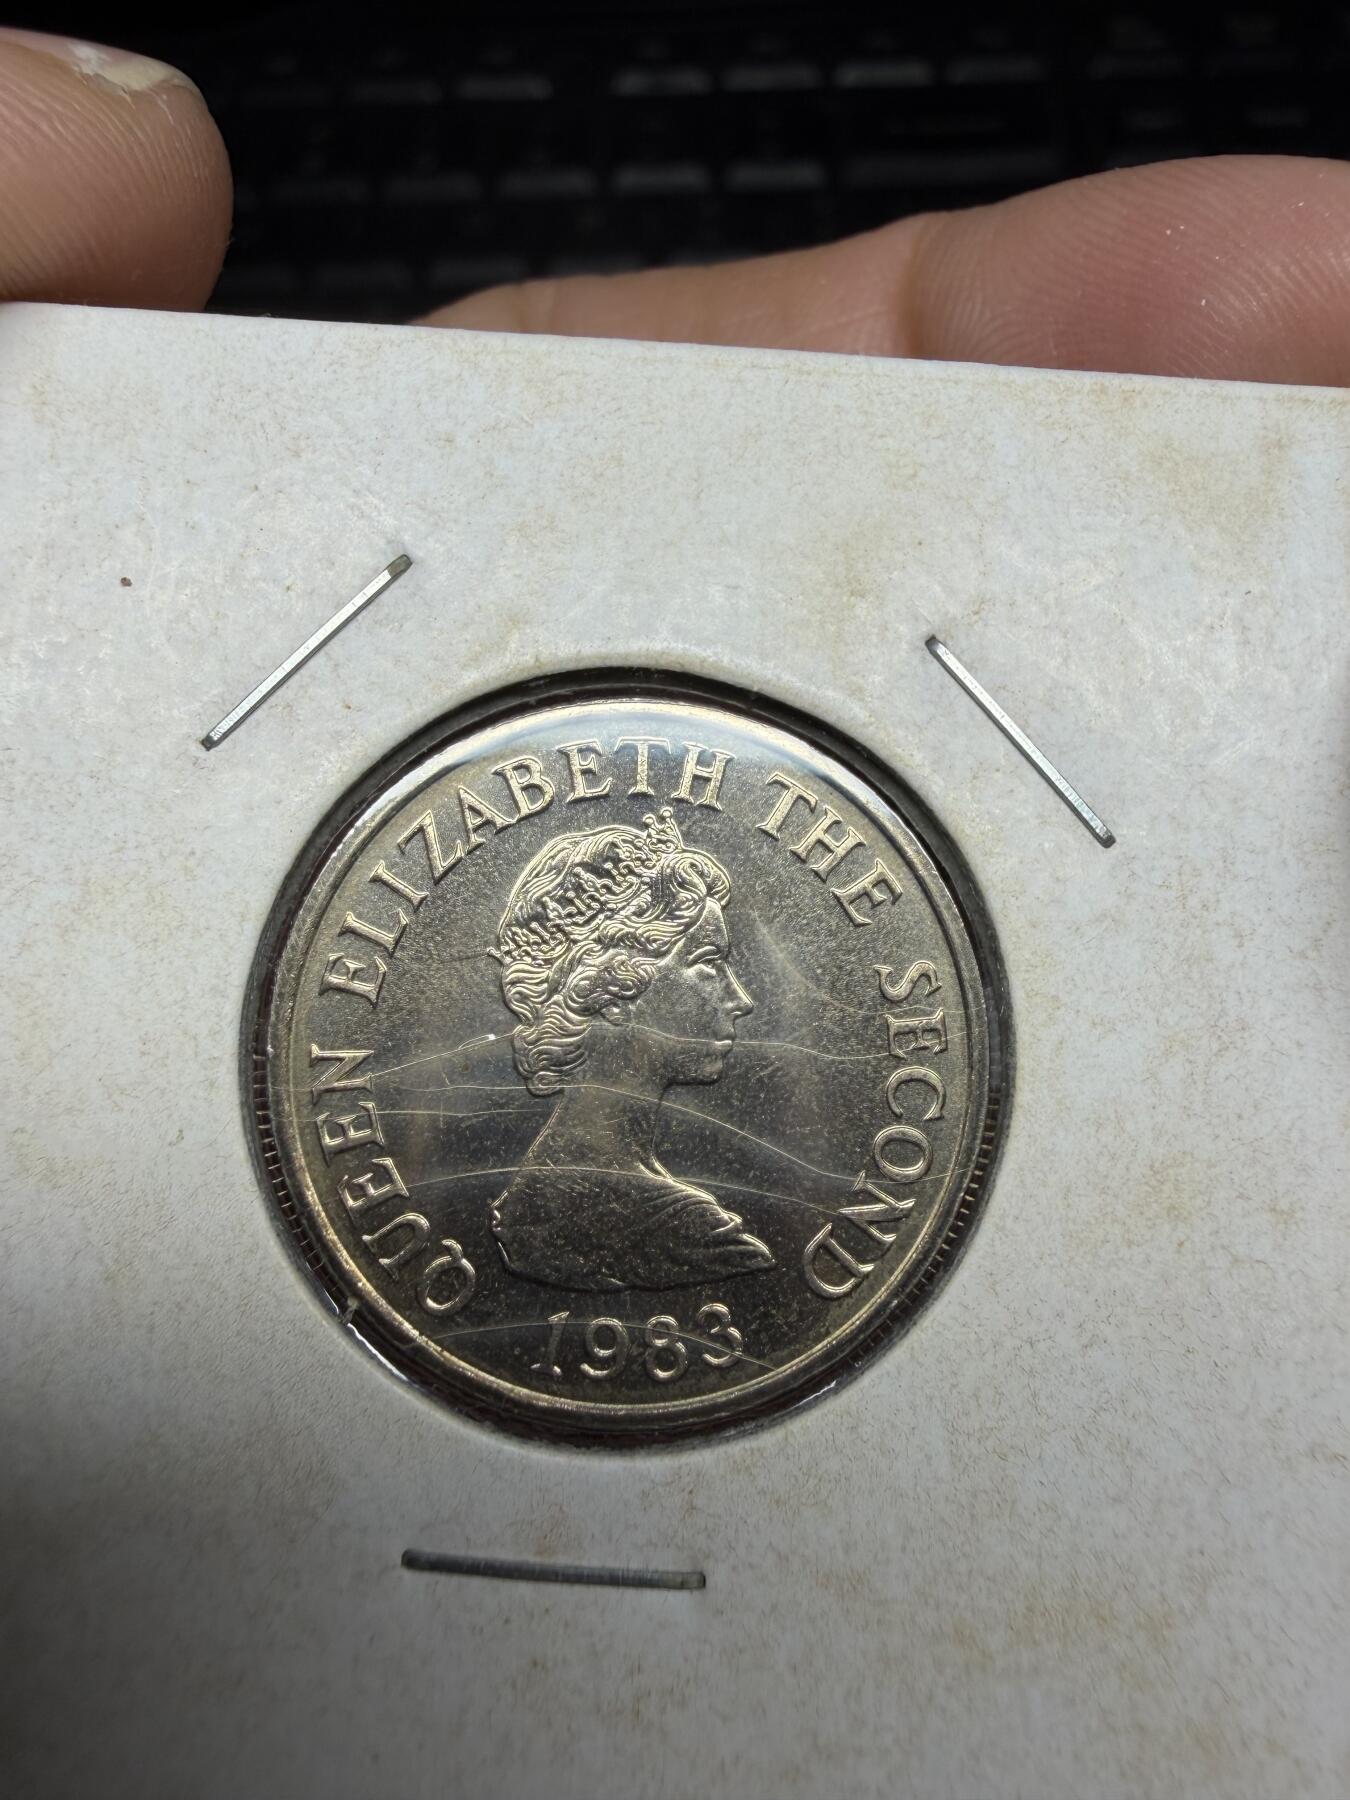 QUEEN ELIZABETH THE SECOND
1983